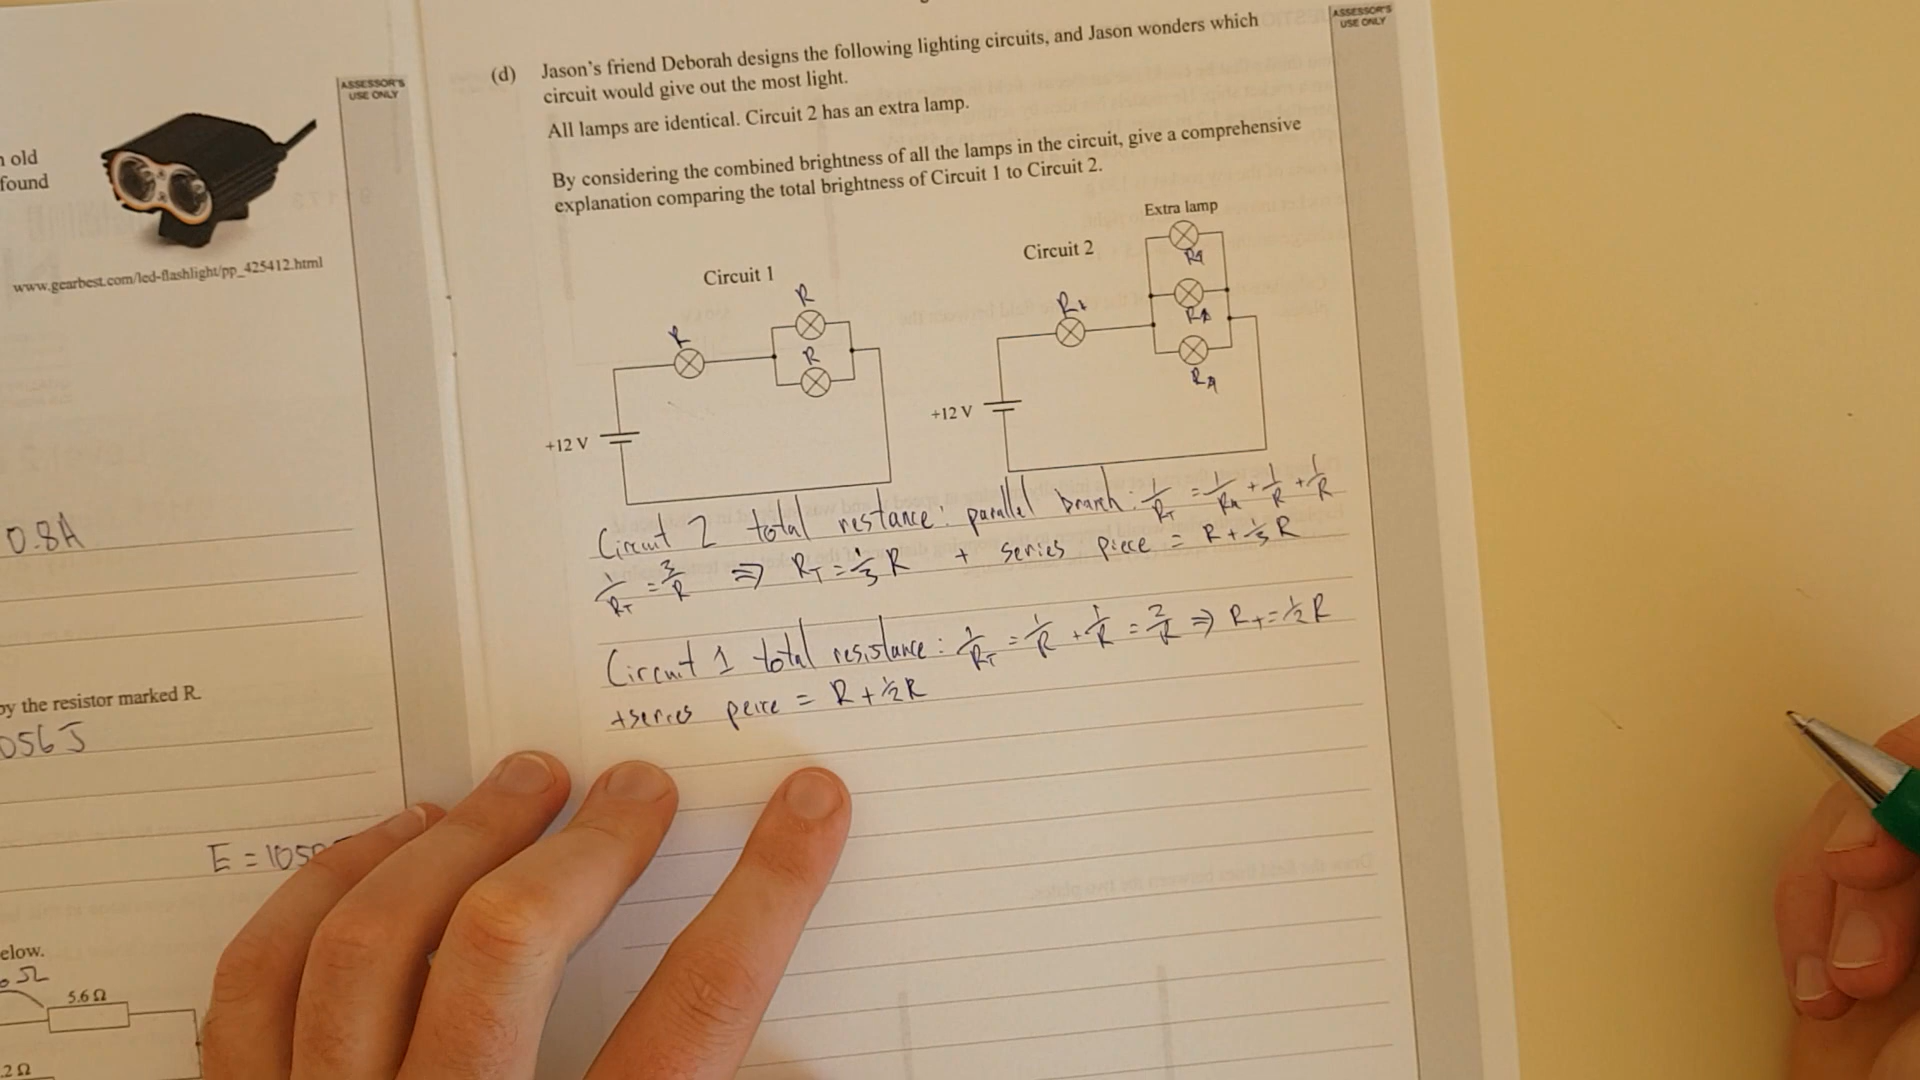 ASSESSOR'S
USE ONLY
old
found
www.gearbest.com/led-flashlight/pp_425412.html
0.8A
by the resistor marked R.
056 J
E = 1050
elow.
Ω
5.6 Ω
.2 Ω
ASSESSOR'S
USE ONLY
(d) Jason's friend Deborah designs the following lighting circuits, and Jason wonders which
circuit would give out the most light.
All lamps are identical. Circuit 2 has an extra lamp.
By considering the combined brightness of all the lamps in the circuit, give a comprehensive
explanation comparing the total brightness of Circuit 1 to Circuit 2.
Circuit 1
R
R
R
+12 V
Extra lamp
Circuit 2
+12 V
Circuit 2 total restance: parallel branch: 1/RT = 1/R + 1/R + 1/R
1/RT = 3/R ⇒ RT = 1/3 R + series piece = R + 1/3 R
Circuit 1 total resistance: 1/RT = 1/R + 1/R = 2/R ⇒ RT = 1/2 R
+ series peice = R + 1/2 R